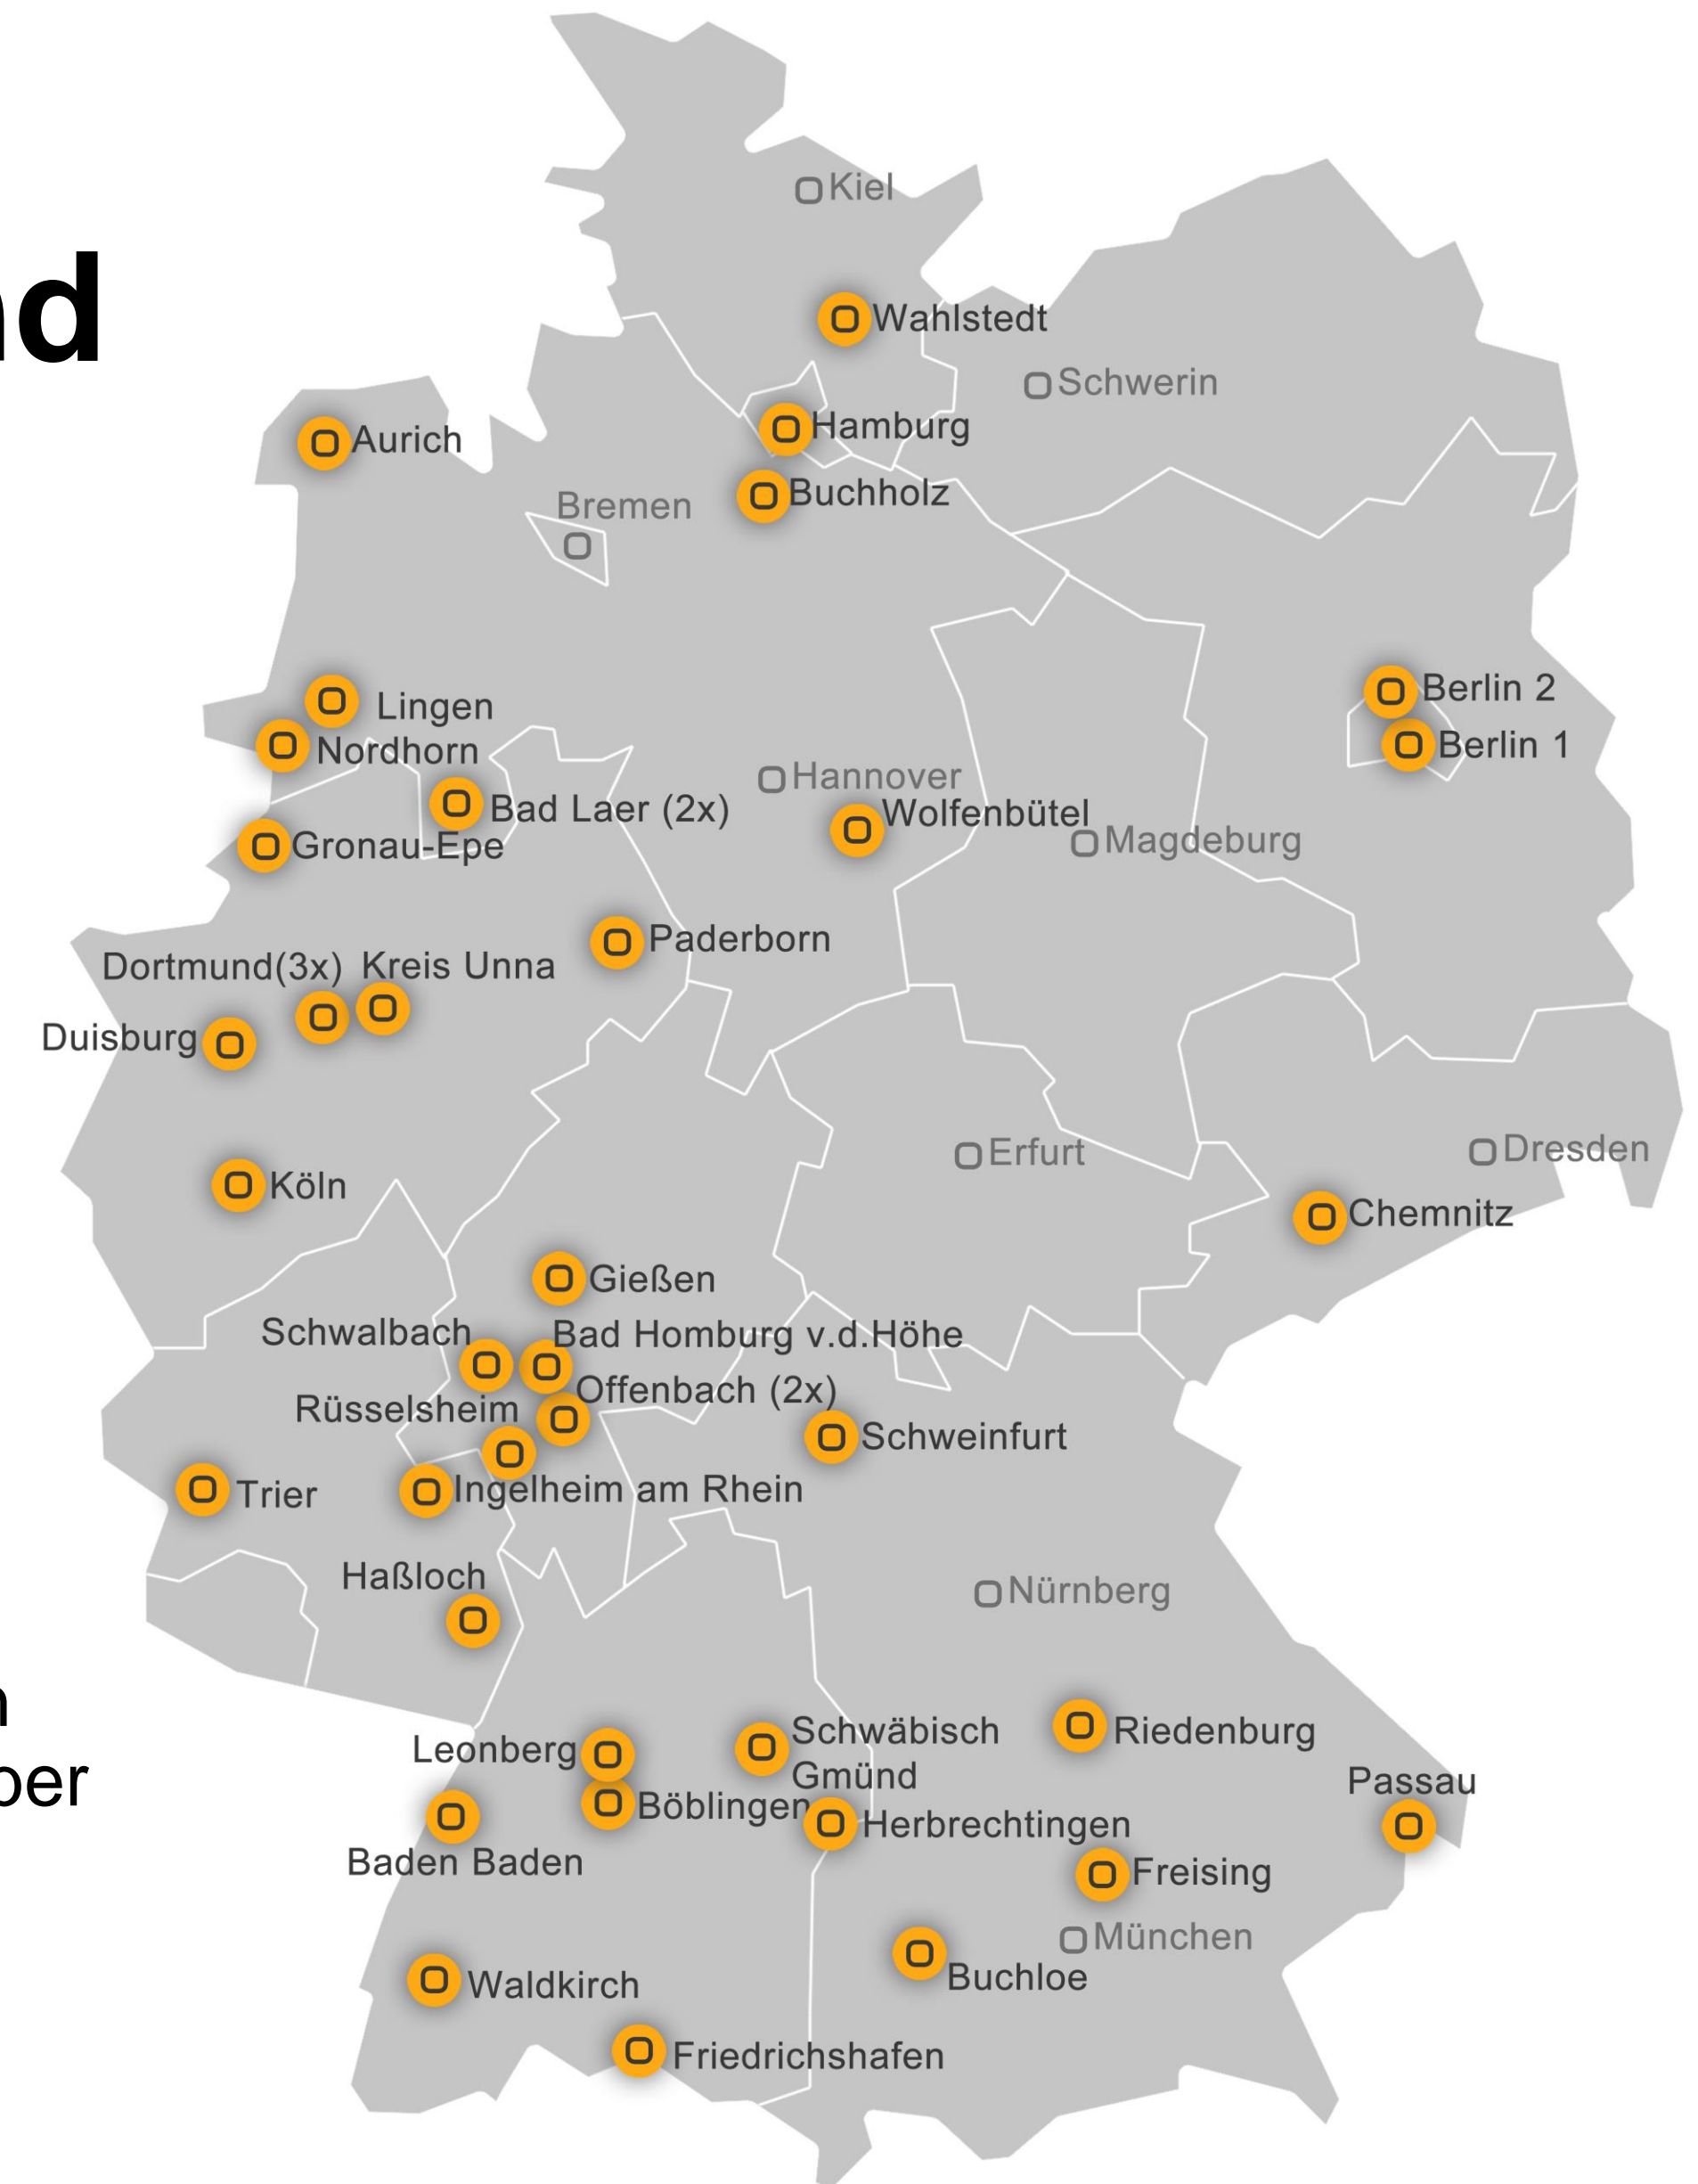 nd
Kiel
Wahlstedt
Schwerin
Hamburg
Aurich
Buchholz
Bremen
Berlin 2
Lingen
Berlin 1
Nordhorn
Hannover
Bad Laer (2x)
Wolfenbütel
Magdeburg
Gronau-Epe
Paderborn
Dortmund(3x)
Kreis Unna
Duisburg
Erfurt
Dresden
Köln
Chemnitz
Gießen
Schwalbach
Bad Homburg v.d.Höhe
Offenbach (2x)
Rüsselsheim
Schweinfurt
Ingelheim am Rhein
Trier
Haßloch
Nürnberg
n
ber
Leonberg
Schwäbisch
Gmünd
Riedenburg
Passau
Böblingen
Herbrechtingen
Baden Baden
Freising
München
Buchloe
Waldkirch
Friedrichshafen